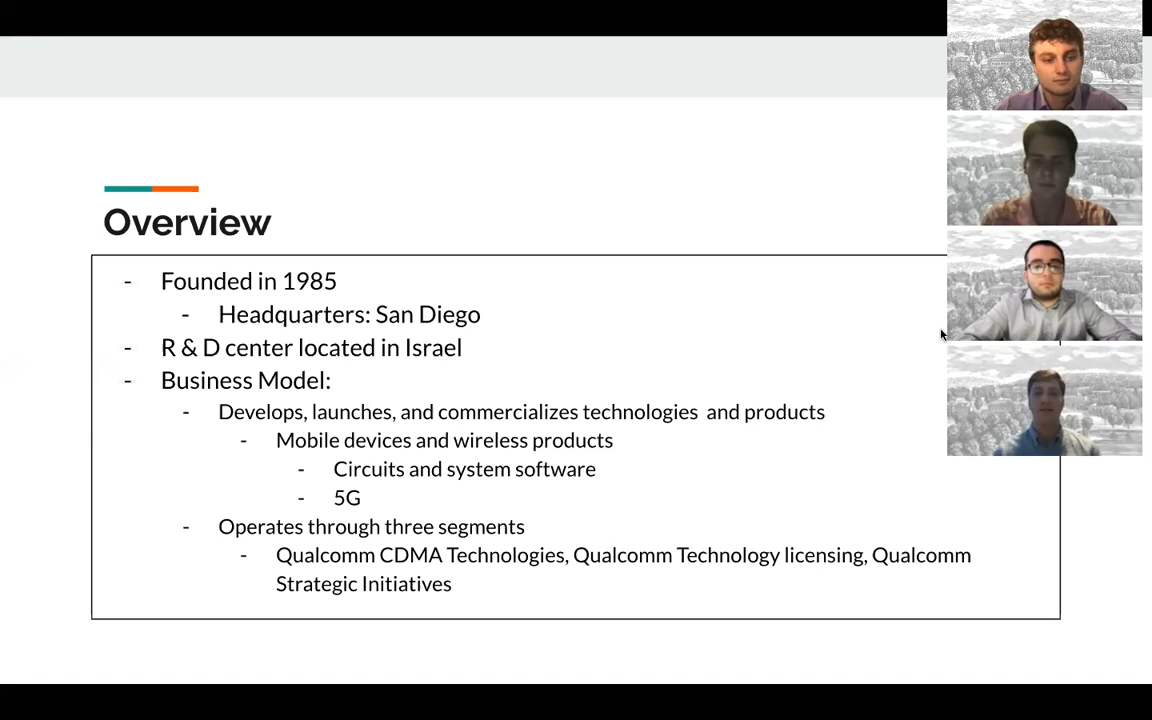 Overview
- Founded in 1985
- Headquarters: San Diego
- R & D center located in Israel
- Business Model:
- Develops, launches, and commercializes technologies and products
- Mobile devices and wireless products
- Circuits and system software
- 5G
- Operates through three segments
- Qualcomm CDMA Technologies, Qualcomm Technology licensing, Qualcomm
Strategic Initiatives